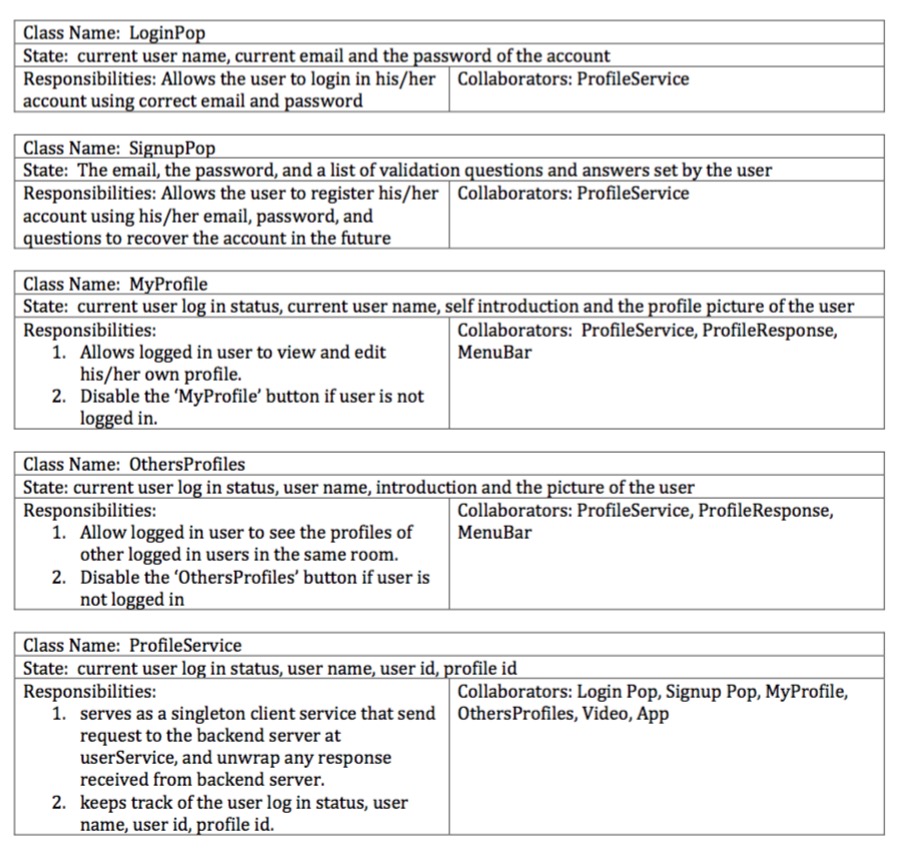 Class Name: LoginPop
State: current user name, current email and the password of the account
Responsibilities: Allows the user to login in his/her
account using correct email and password
Collaborators: ProfileService
Class Name: SignupPop
State: The email, the password, and a list of validation questions and answers set by the user
Responsibilities: Allows the user to register his/her
account using his/her email, password, and
questions to recover the account in the future
Collaborators: ProfileService
Class Name: MyProfile
State: current user log in status, current user name, self introduction and the profile picture of the user
Responsibilities:
1. Allows logged in user to view and edit
his/her own profile.
2. Disable the ‘MyProfile’ button if user is not
logged in.
Collaborators: ProfileService, ProfileResponse,
MenuBar
Class Name: OthersProfiles
State: current user log in status, user name, introduction and the picture of the user
Responsibilities:
1. Allow logged in user to see the profiles of
other logged in users in the same room.
2. Disable the ‘OthersProfiles’ button if user is
not logged in
Collaborators: ProfileService, ProfileResponse,
MenuBar
Class Name: ProfileService
State: current user log in status, user name, user id, profile id
Responsibilities:
1. serves as a singleton client service that send
request to the backend server at
userService, and unwrap any response
received from backend server.
2. keeps track of the user log in status, user
name, user id, profile id.
Collaborators: Login Pop, Signup Pop, MyProfile,
OthersProfiles, Video, App